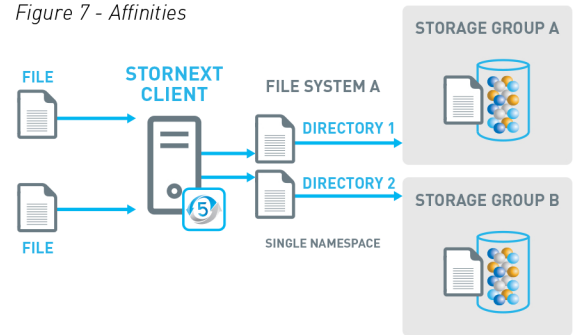 Figure 7 - Affinities
STORAGE GROUP A
FILE
STORNEXT
CLIENT
FILE SYSTEM A
DIRECTORY 1
DIRECTORY 2
5
STORAGE GROUP B
FILE
SINGLE NAMESPACE